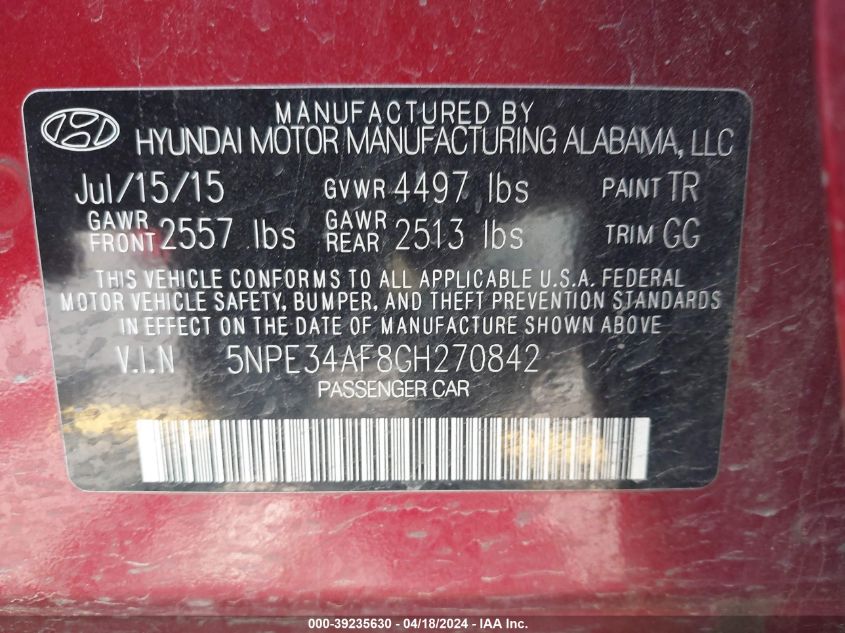 MANUFACTURED BY
HYUNDAI MOTOR MANUFACTURING ALABAMA, LLC
Jul/15/15 GVWR 4497 lbs PAINT TR
GAWR FRONT 2557 lbs GAWR REAR 2513 lbs TRIM GG
THIS VEHICLE CONFORMS TO ALL APPLICABLE U.S.A. FEDERAL
MOTOR VEHICLE SAFETY, BUMPER, AND THEFT PREVENTION STANDARDS
IN EFFECT ON THE DATE OF MANUFACTURE SHOWN ABOVE
V.I.N 5NPE34AF8GH270842
PASSENGER CAR
000-39235630 - 04/18/2024 - IAA Inc.